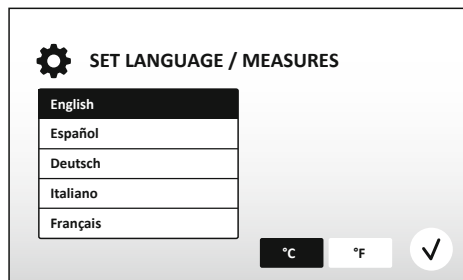 SET LANGUAGE / MEASURES
English
Español
Deutsch
Italiano
Français
°C °F